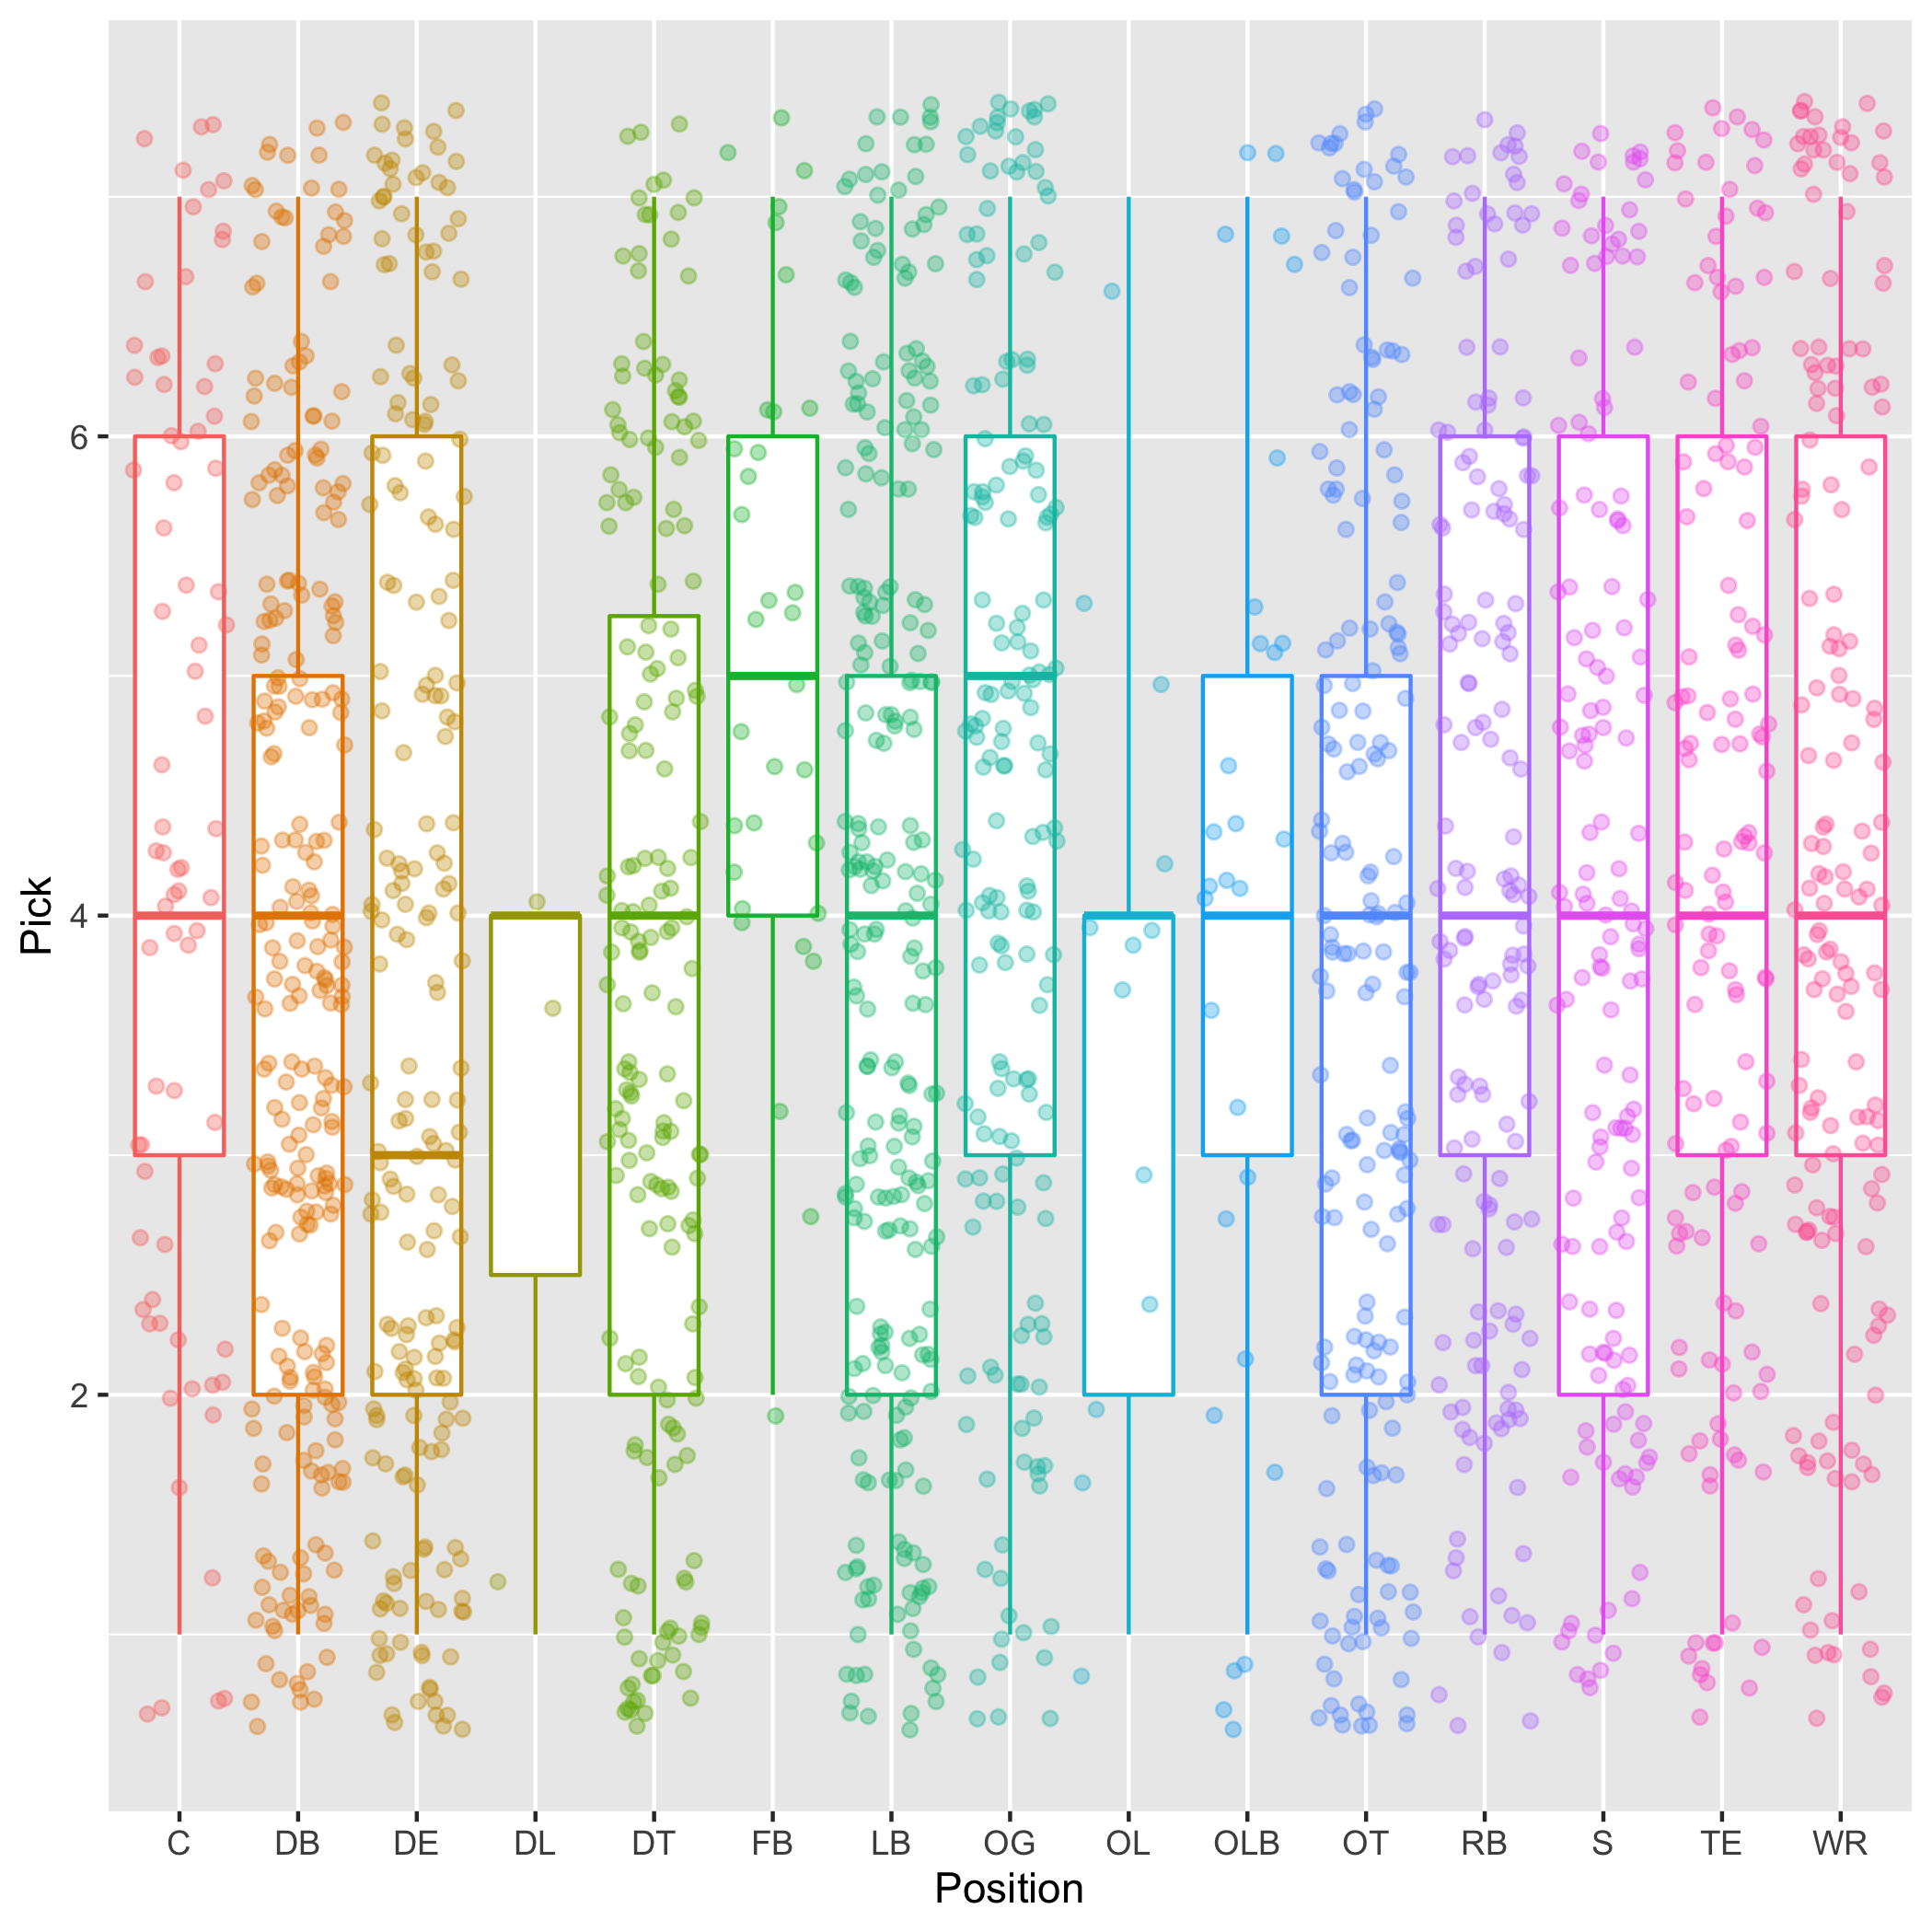 Pick
6
4
2
C DB DE DL DT FB LB OG OL OLB OT RB S TE WR
Position